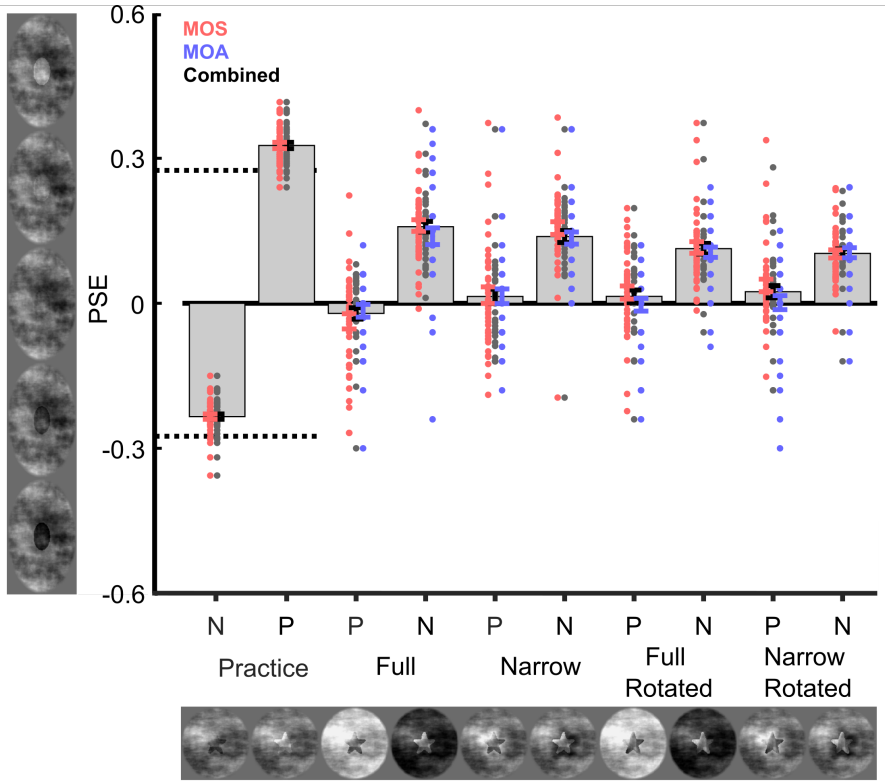 0.6
MOS
MOA
Combined
0.3
PSE
0
-0.3
-0.6
N P P N P N P N P N
Practice Full Narrow Full Rotated Narrow Rotated